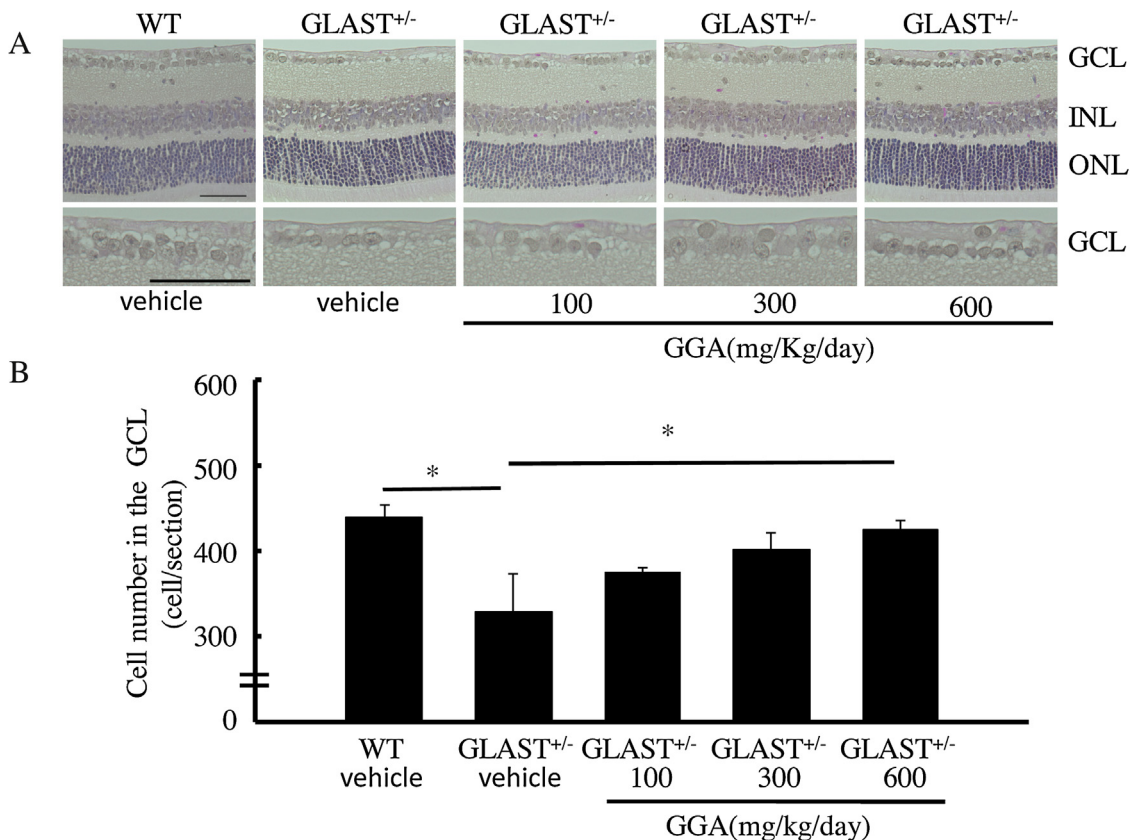 A
WT GLAST+/- GLAST+/- GLAST+/- GLAST+/-
GCL
INL
ONL
GCL
vehicle vehicle 100 300 600
GGA(mg/Kg/day)
B
Cell number in the GCL
(cell/section)
600
500
400
300
0
*
*
WT GLAST+/- GLAST+/- GLAST+/- GLAST+/-
vehicle vehicle 100 300 600
GGA(mg/kg/day)